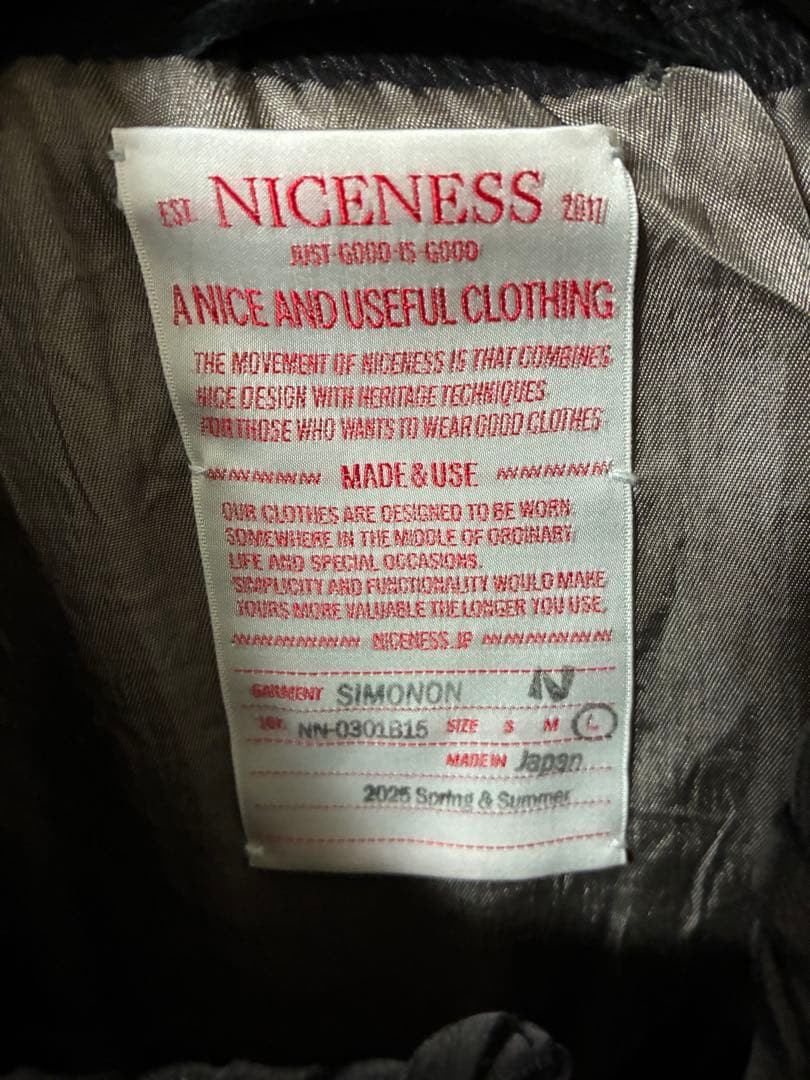 EST. NICENESS 2017
JUST·GOOD·IS·GOOD
A NICE AND USEFUL CLOTHING
THE MOVEMENT OF NICENESS IS THAT COMBINES
NICE DESIGN WITH HERITAGE TECHNIQUES
FOR THOSE WHO WANTS TO WEAR GOOD CLOTHES
MADE & USE
OUR CLOTHES ARE DESIGNED TO BE WORN
SOMEWHERE IN THE MIDDLE OF ORDINARY
LIFE AND SPECIAL OCCASIONS.
SIMPLICITY AND FUNCTIONALITY WOULD MAKE
YOURS MORE VALUABLE THE LONGER YOU USE.
NICENESS.JP
GARMENT SIMONON N
NN-0301B15 SIZE S M L
MADE IN Japan
2025 Spring & Summer